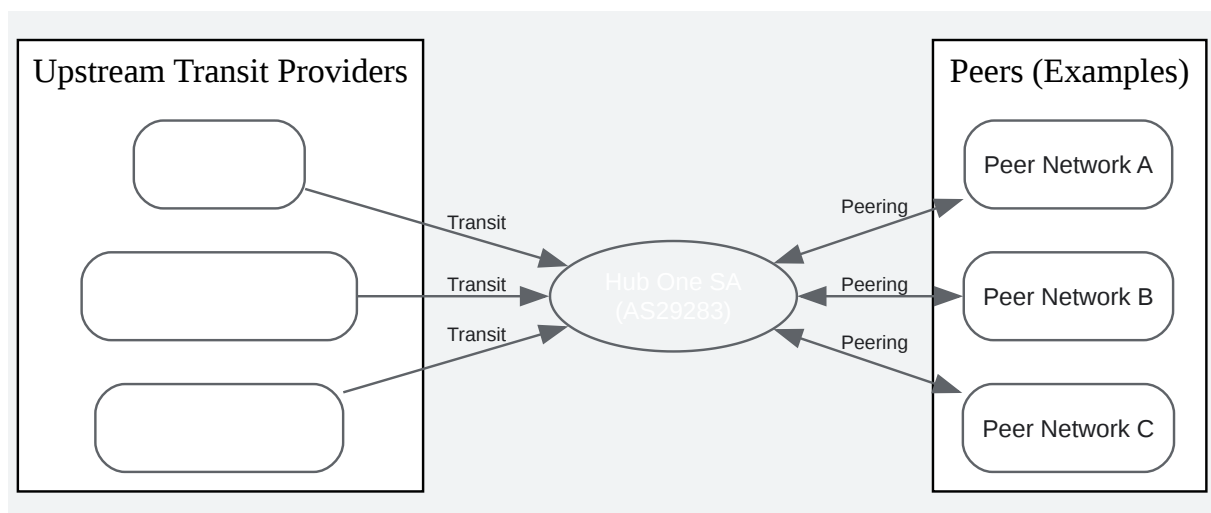 Upstream Transit Providers
Peers (Examples)
Peer Network A
Peering
Transit
Hub One SA
(AS29283)
Transit
Peering
Peer Network B
Transit
Peering
Peer Network C